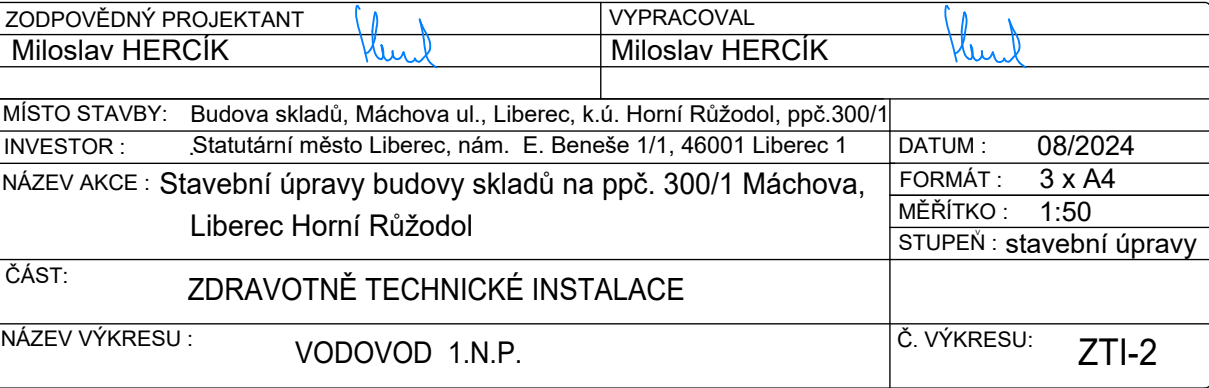 ZODPOVĚDNÝ PROJEKTANT VYPRACOVAL
Miloslav HERCÍK Miloslav HERCÍK
MÍSTO STAVBY: Budova skladů, Máchova ul., Liberec, k.ú. Horní Růžodol, ppč.300/1
INVESTOR : Statutární město Liberec, nám. E. Beneše 1/1, 46001 Liberec 1 DATUM : 08/2024
NÁZEV AKCE : Stavební úpravy budovy skladů na ppč. 300/1 Máchova, FORMÁT : 3 x A4
Liberec Horní Růžodol MĚŘÍTKO : 1:50
STUPEŇ : stavební úpravy
ČÁST: ZDRAVOTNĚ TECHNICKÉ INSTALACE
NÁZEV VÝKRESU : VODOVOD 1.N.P. Č. VÝKRESU: ZTI-2